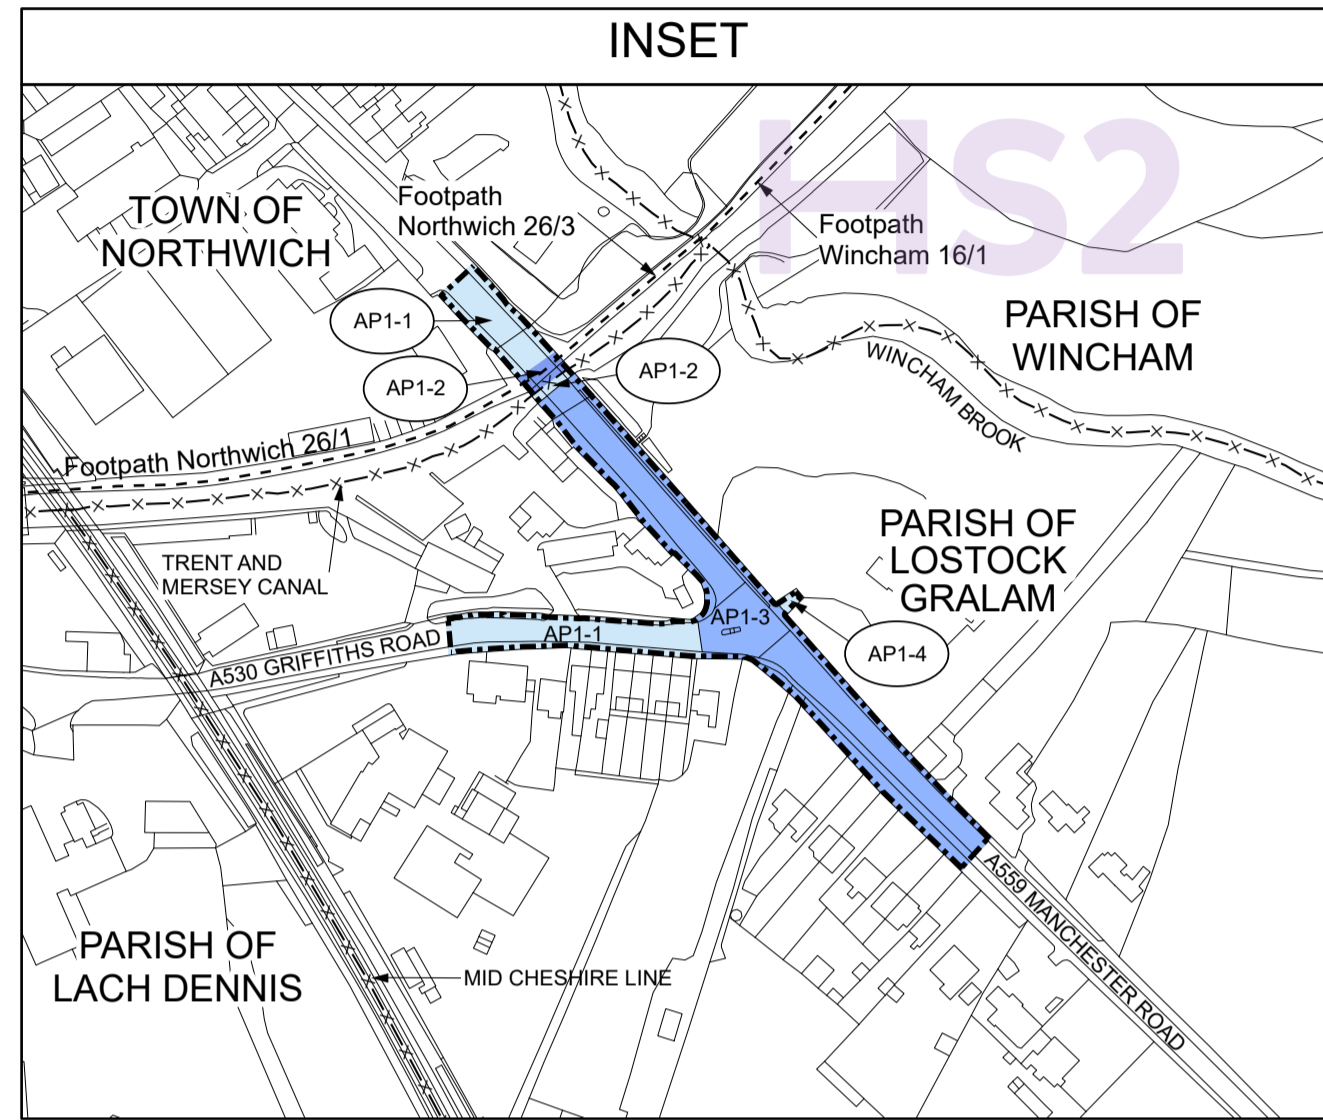 INSET
HS2
TOWN OF
NORTHWICH
Footpath
Northwich 26/3
Footpath
Wincham 16/1
PARISH OF
WINCHAM
AP1-1
AP1-2
AP1-2
WINCHAM BROOK
Footpath Northwich 26/1
TRENT AND
MERSEY CANAL
PARISH OF
LOSTOCK
GRALAM
AP1-3
AP1-1
AP1-4
A530 GRIFFITHS ROAD
A559 MANCHESTER ROAD
PARISH OF
LACH DENNIS
MID CHESHIRE LINE